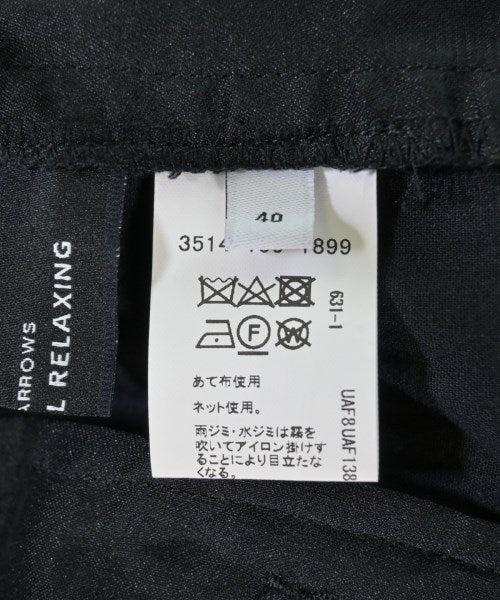 40
3514 1899
631-1
F
W
あて布使用
ネット使用。
雨ジミ・水ジミは霧を
吹いてアイロン掛けす
ることにより目立たな
くなる。
UAF8UAF138
ARROWS
L RELAXING